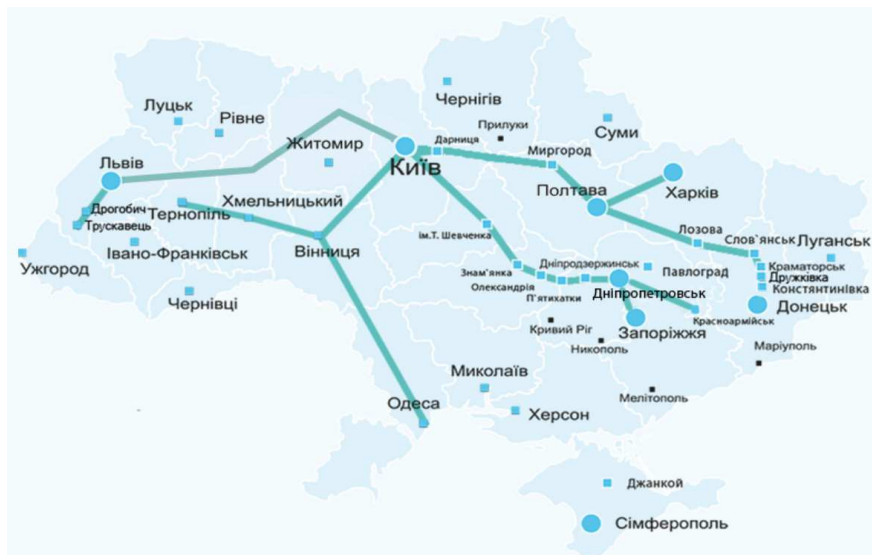 Чернігів
Луцьк
Рівне
Прилуки
Суми
Дарниця
Житомир
Миргород
Київ
Львів
Полтава
Харків
Хмельницький
Дрогобич
Тернопіль
Трускавець
Лозова
ім.Т. Шевченка
Слов`янськ
Луганськ
Вінниця
Івано-Франківськ
Ужгород
Дніпродзержинськ
Краматорськ
Знам'янка
Павлоград
Дружківка
Олександрія
Константинівка
Дніпропетровськ
П'ятихатки
Чернівці
Донецьк
Красноармійськ
Кривий Ріг
Запоріжжя
Нікополь
Маріуполь
Миколаїв
Мелітополь
Одеса
Херсон
Джанкой
Сімферополь